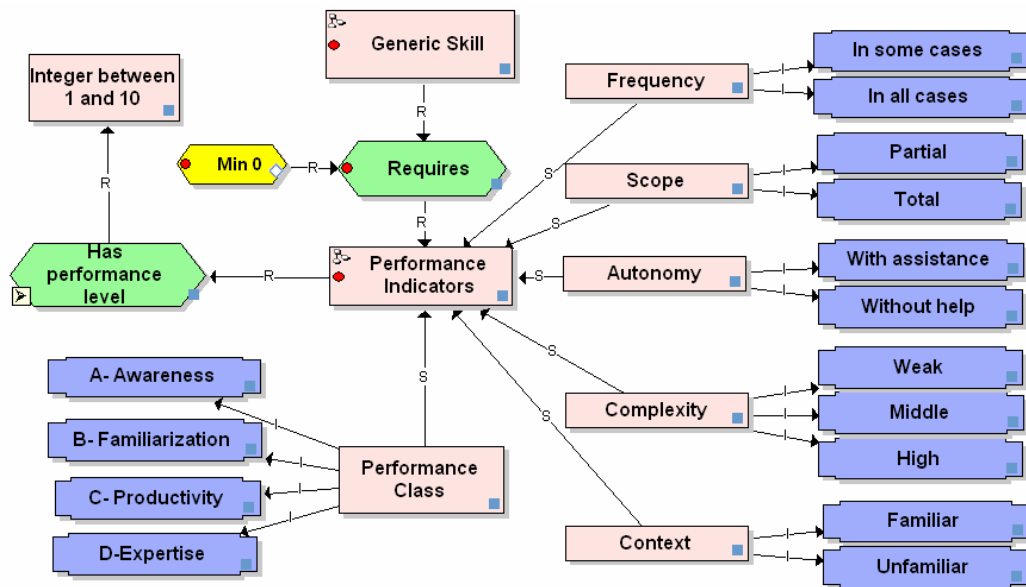 Generic Skill
Integer between
1 and 10
R
R
Min 0
R
Requires
R
Has
performance
level
R
Performance
Indicators
S
A- Awareness
B- Familiarization
C- Productivity
D-Expertise
I
I
I
I
Performance
Class
Frequency
S
I
I
In some cases
In all cases
Scope
S
I
I
Partial
Total
Autonomy
S
I
I
With assistance
Without help
Complexity
S
I
I
I
Weak
Middle
High
Context
S
I
I
Familiar
Unfamiliar